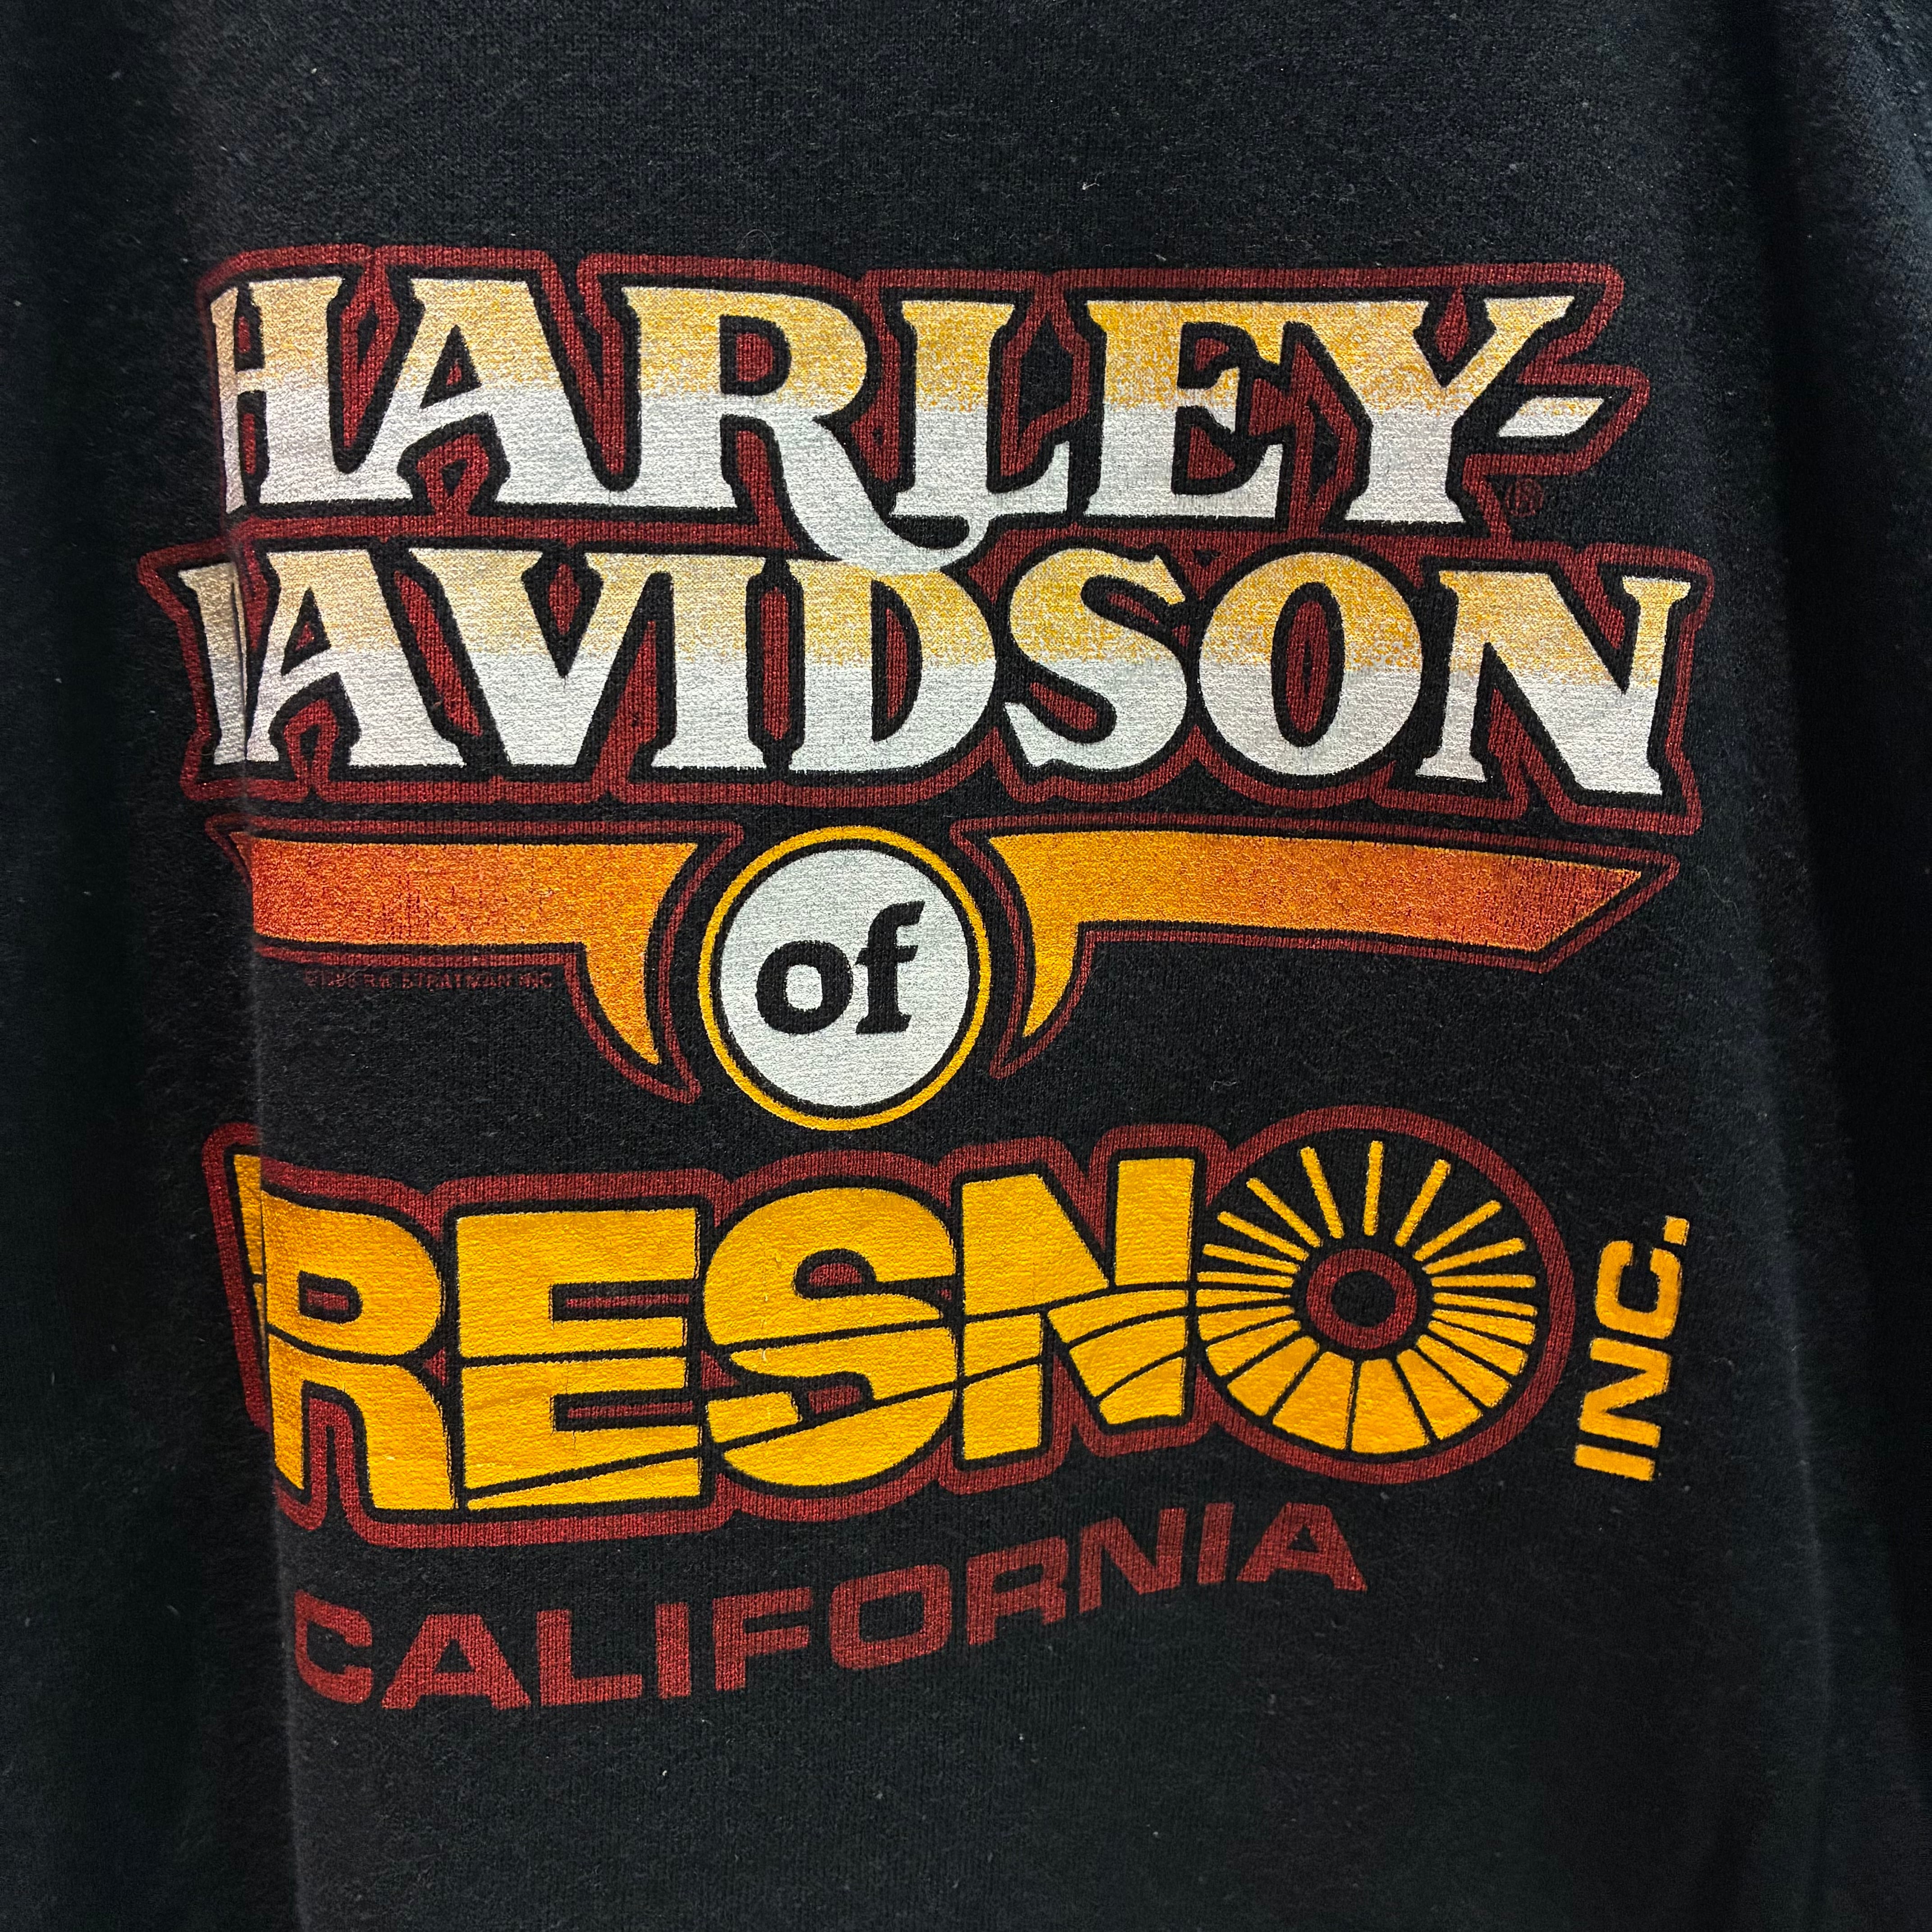 HARLEY-
DAVIDSON
of
FRESNO
INC.
CALIFORNIA